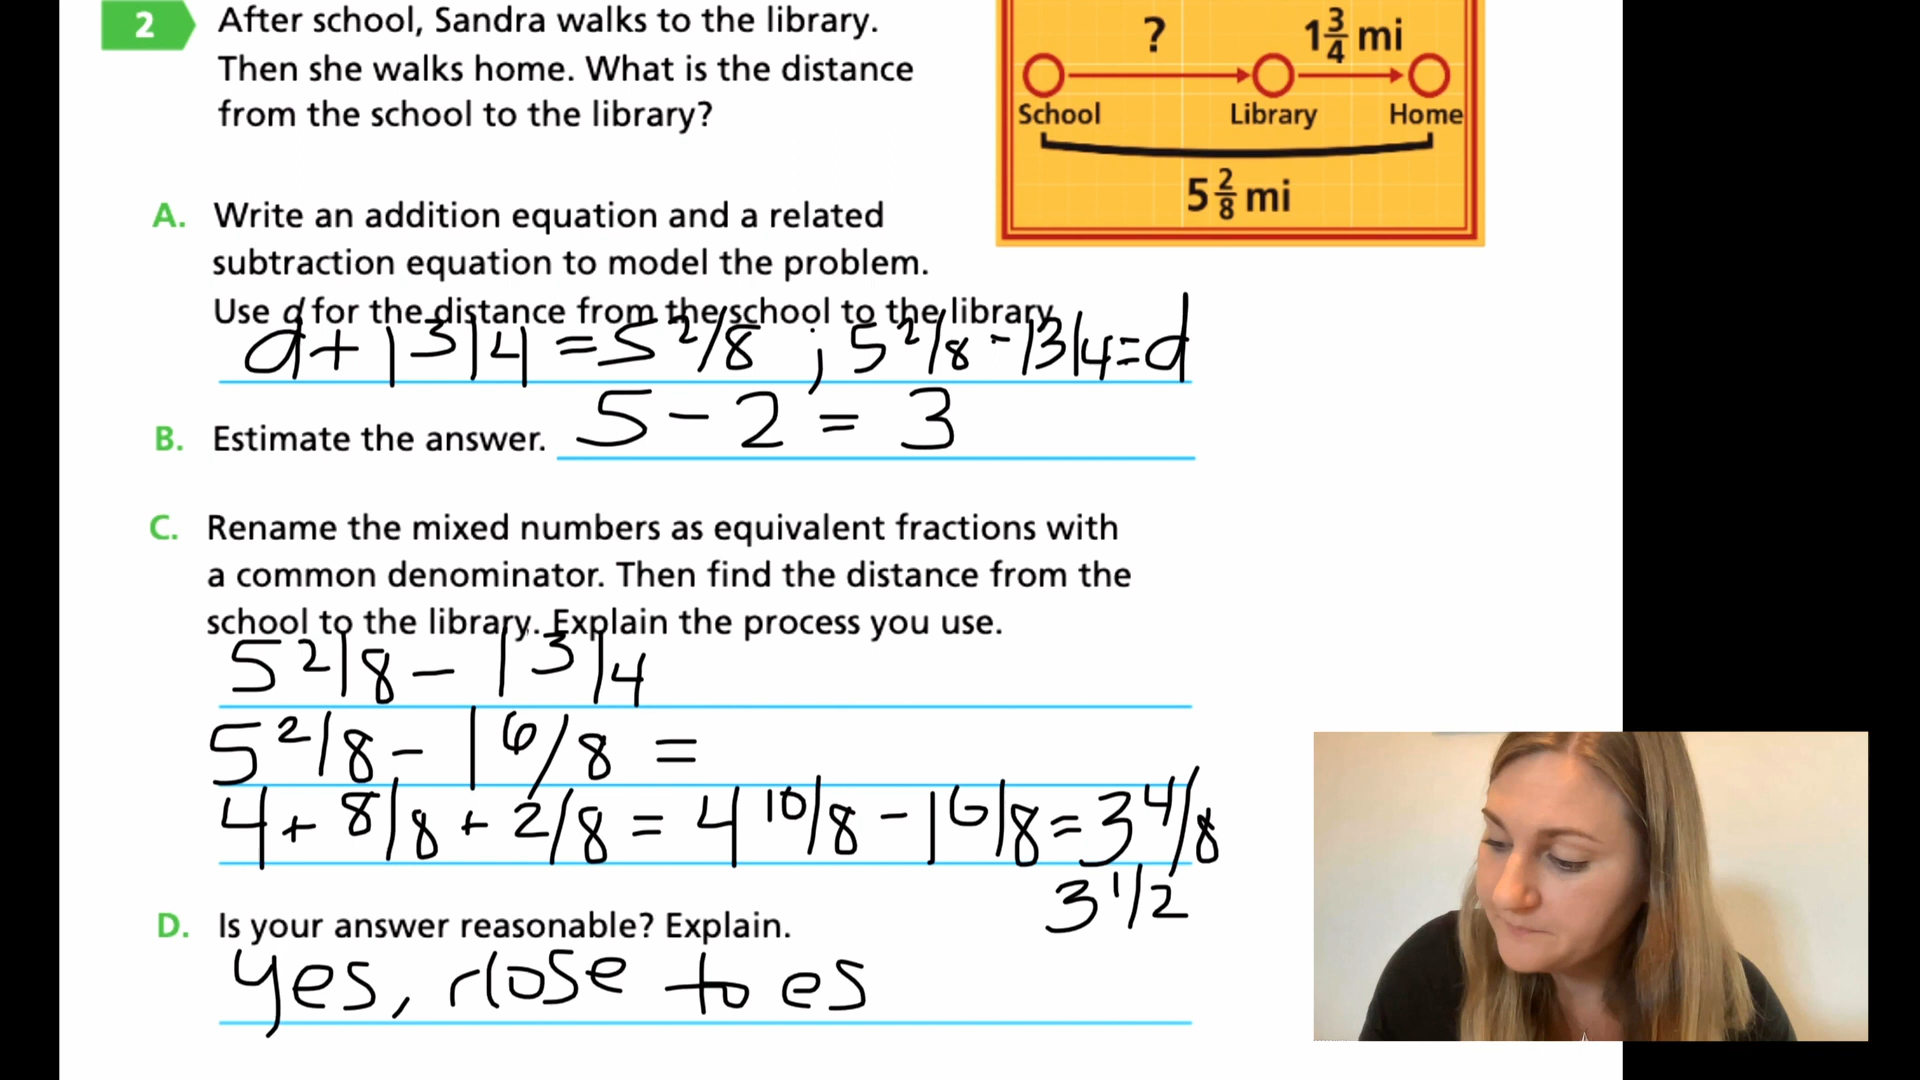 2 After school, Sandra walks to the library.
Then she walks home. What is the distance
from the school to the library?
? 1 3/4 mi
School Library Home
5 2/8 mi
A. Write an addition equation and a related
subtraction equation to model the problem.
Use d for the distance from the school to the library.
d + 1 3/4 = 5 2/8 ; 5 2/8 - 1 3/4 = d
B. Estimate the answer. 5 - 2 = 3
C. Rename the mixed numbers as equivalent fractions with
a common denominator. Then find the distance from the
school to the library. Explain the process you use.
5 2/8 - 1 3/4
5 2/8 - 1 6/8 =
4 + 8/8 + 2/8 = 4 10/8 - 1 6/8 = 3 4/8
3 1/2
D. Is your answer reasonable? Explain.
yes, close to es